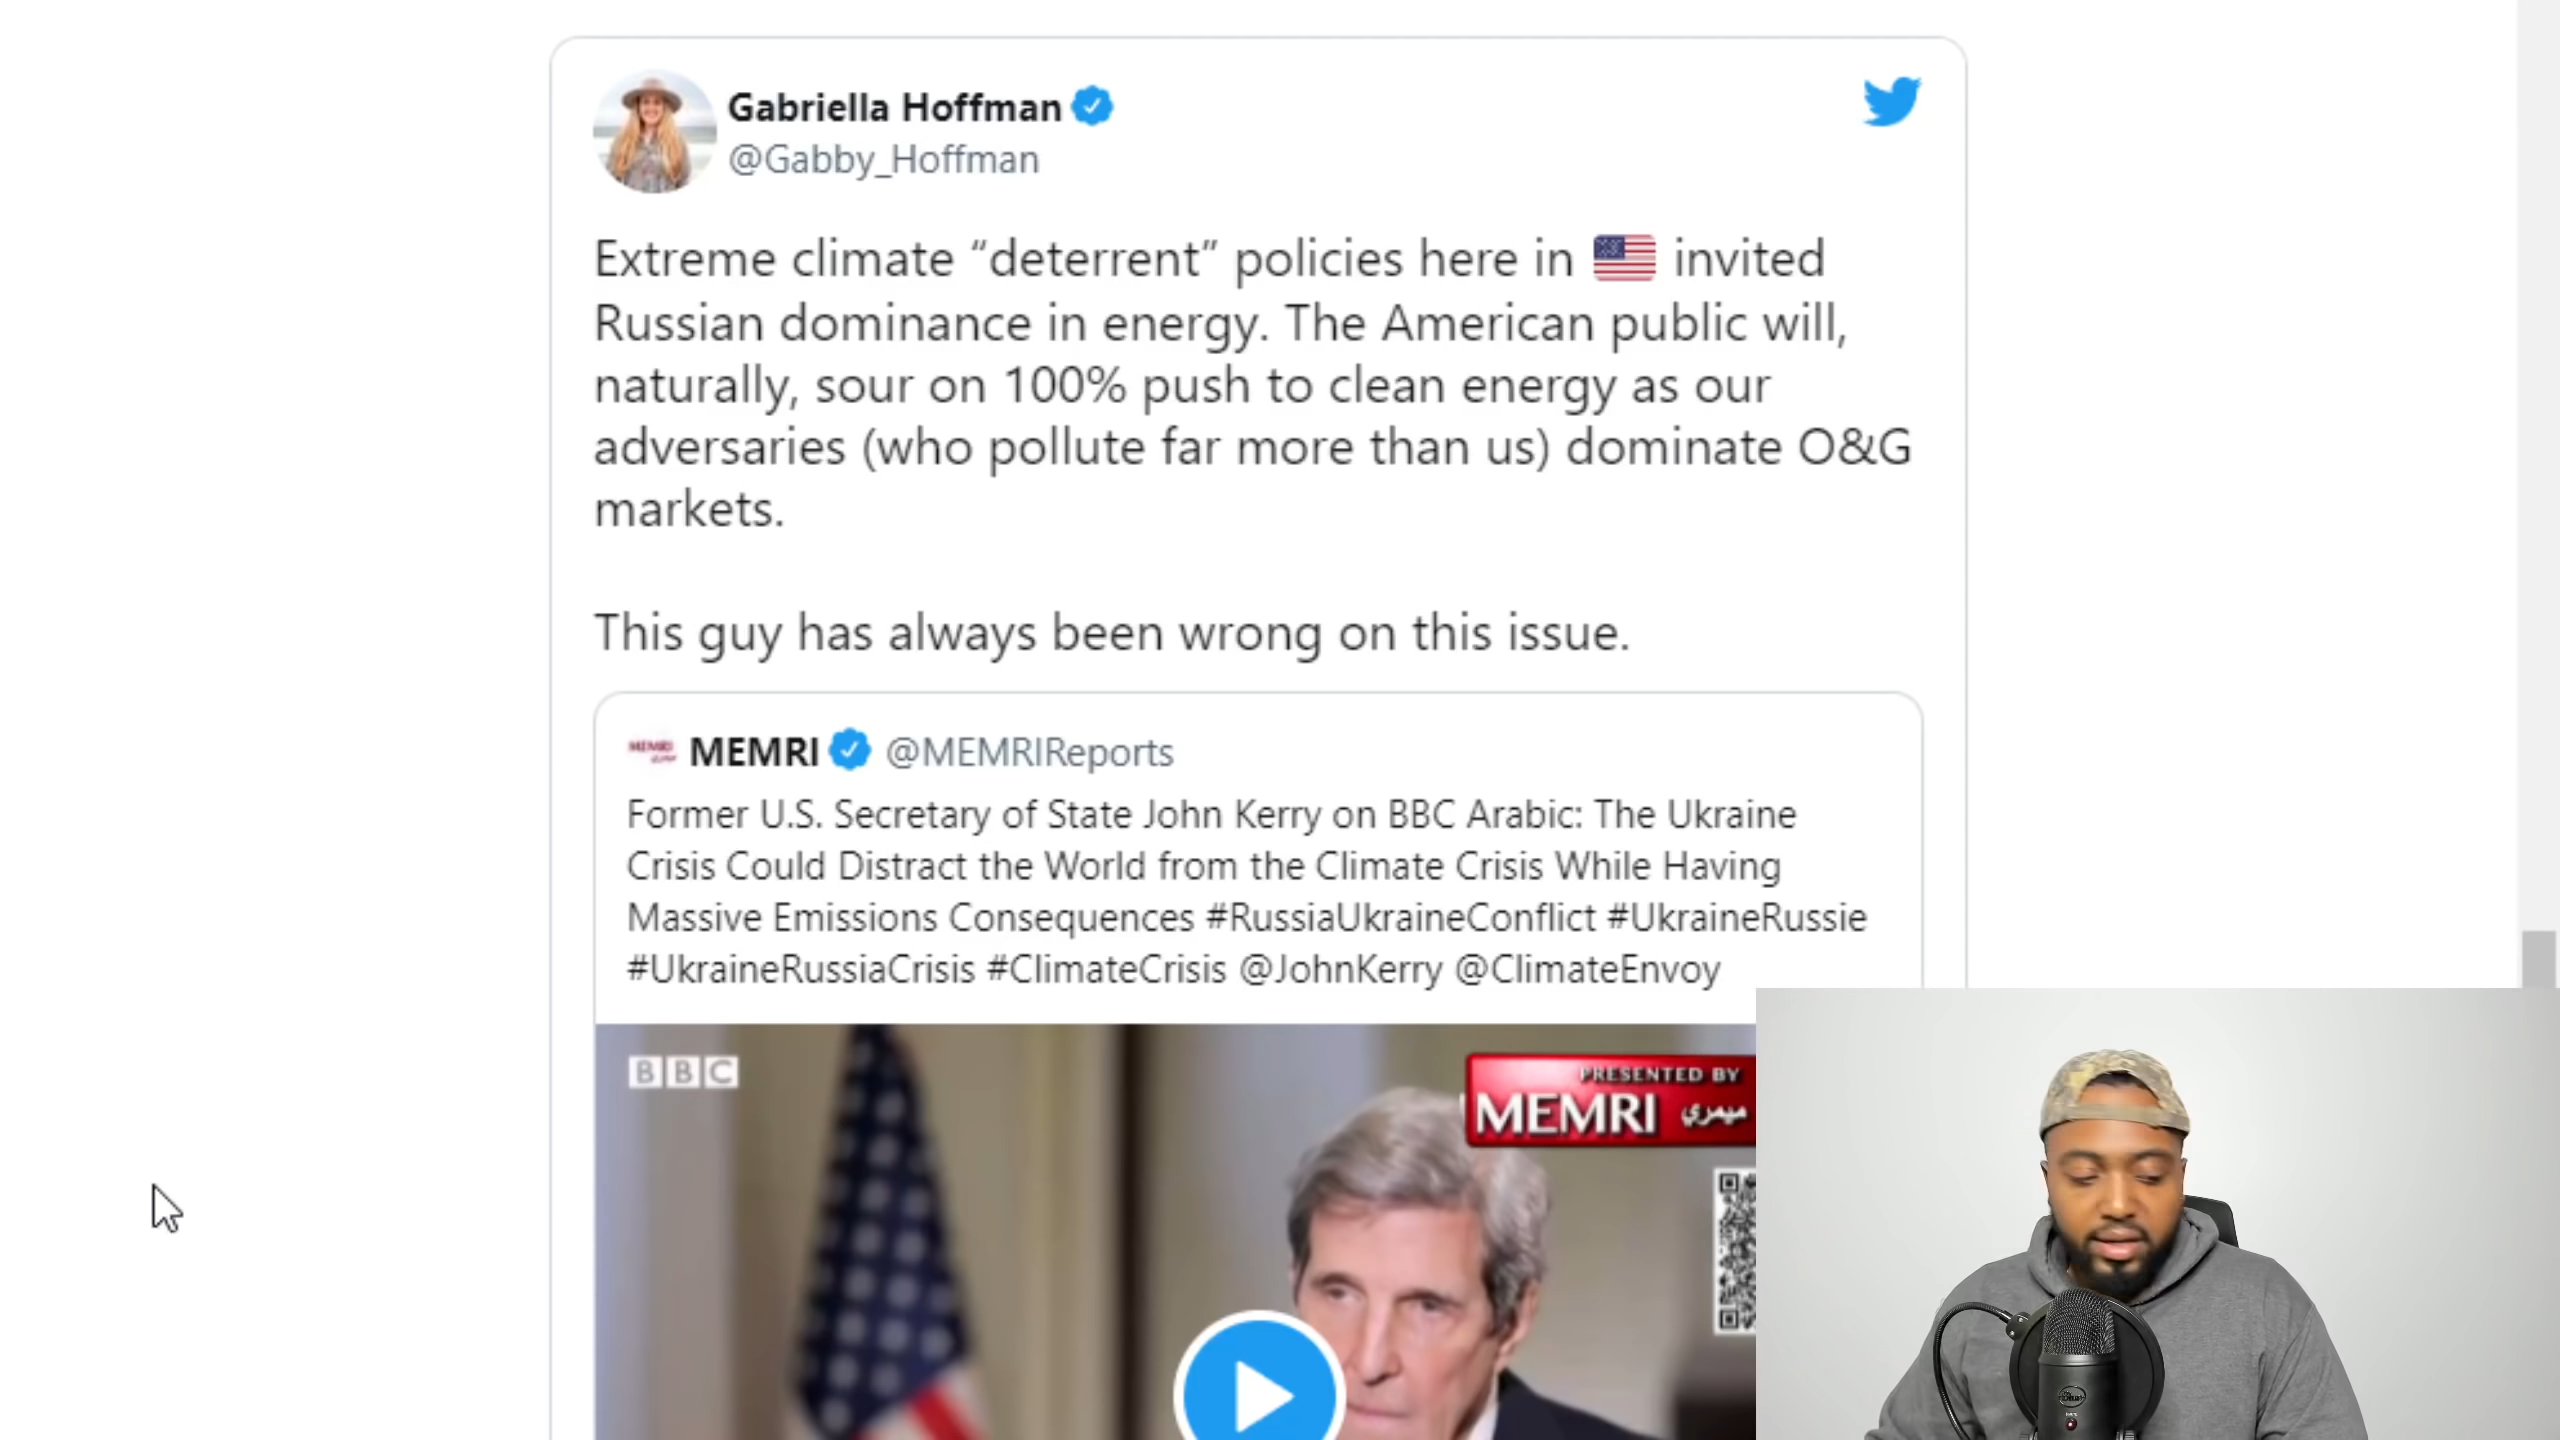 Gabriella Hoffman
@Gabby_Hoffman
Extreme climate “deterrent” policies here in 🇺🇸 invited
Russian dominance in energy. The American public will,
naturally, sour on 100% push to clean energy as our
adversaries (who pollute far more than us) dominate O&G
markets.
This guy has always been wrong on this issue.
MEMRI @MEMRIReports
Former U.S. Secretary of State John Kerry on BBC Arabic: The Ukraine
Crisis Could Distract the World from the Climate Crisis While Having
Massive Emissions Consequences #RussiaUkraineConflict #UkraineRussie
#UkraineRussiaCrisis #ClimateCrisis @JohnKerry @ClimateEnvoy
BBC
PRESENTED BY
MEMRI ميمري